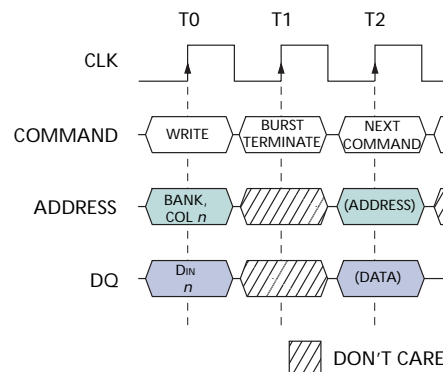 T0 T1 T2
CLK
COMMAND WRITE BURST TERMINATE NEXT COMMAND
ADDRESS BANK, COL n (ADDRESS)
DQ DIN n (DATA)
DON'T CARE